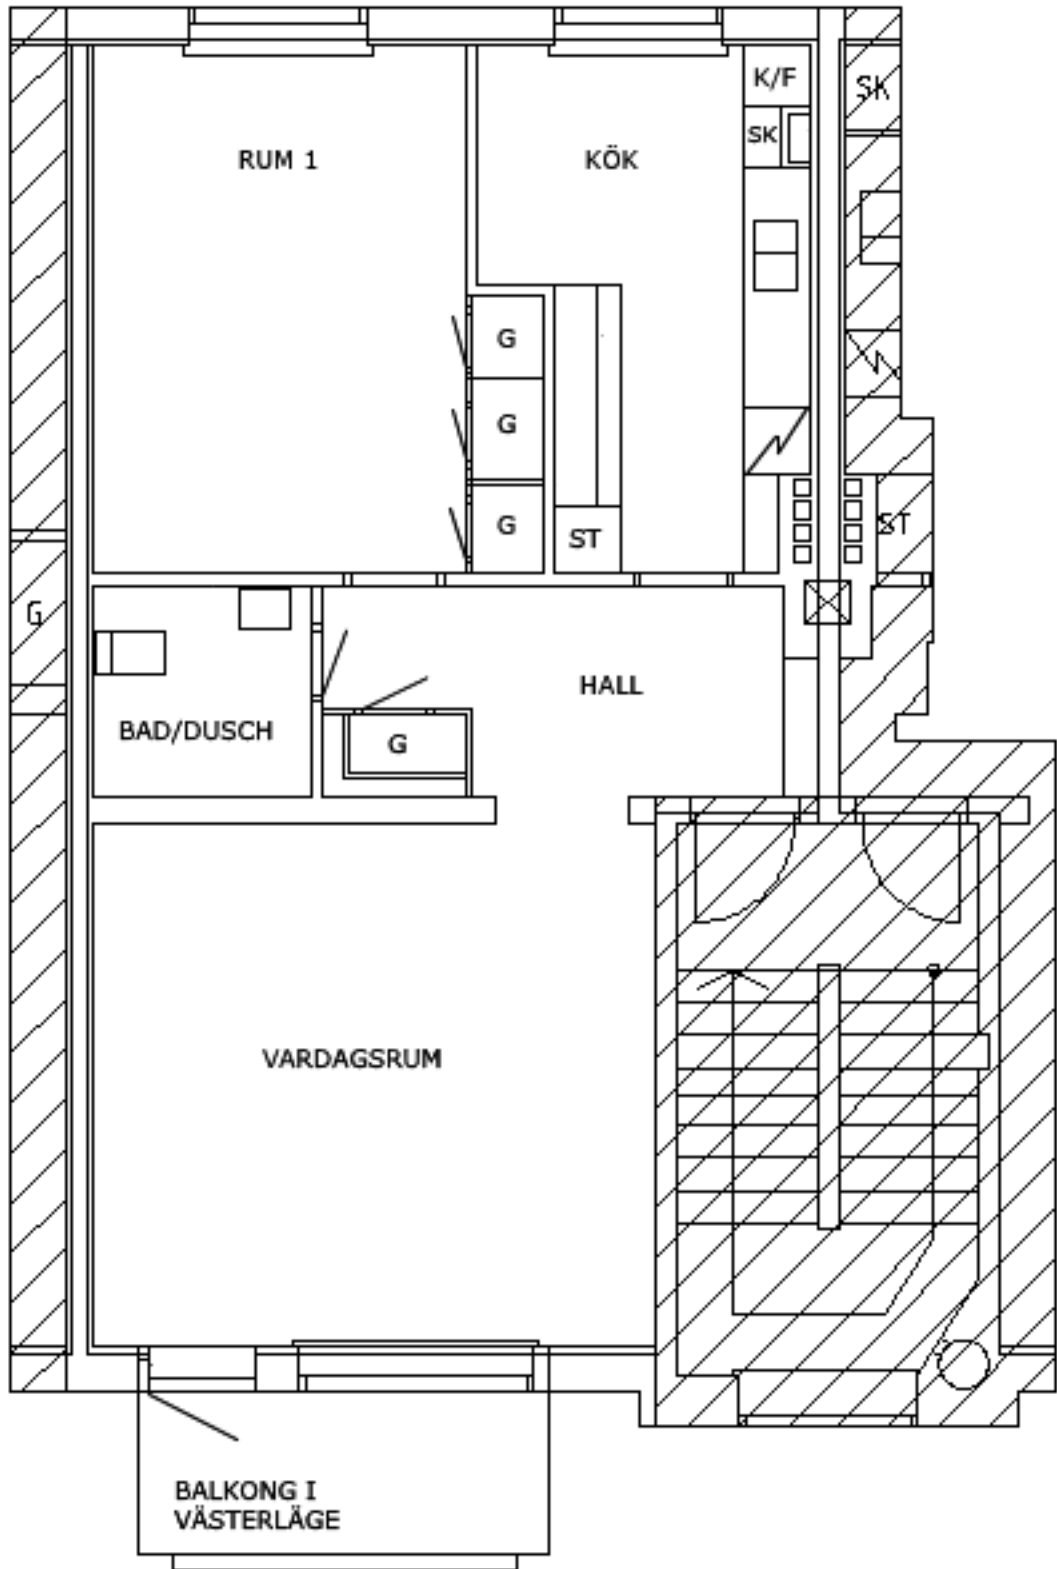 K/F
SK
SK
RUM 1
KÖK
G
G
G
ST
ST
G
HALL
BAD/DUSCH
G
VARDAGSRUM
BALKONG I
VÄSTERLÄGE